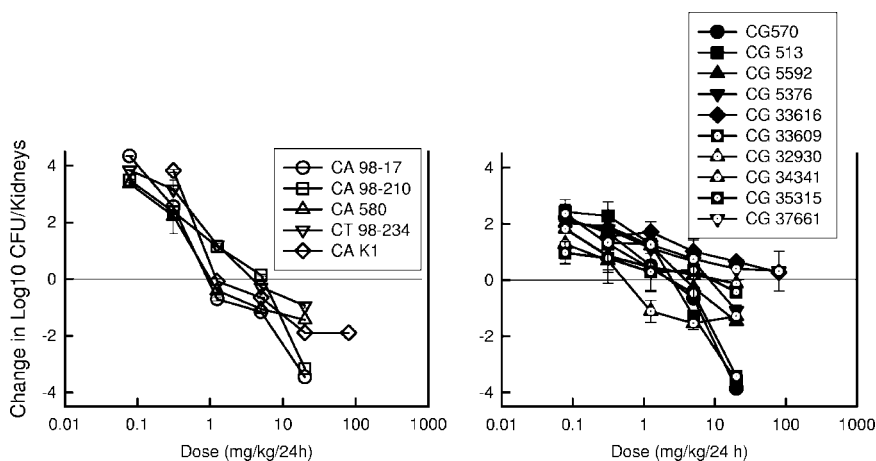 Change in Log10 CFU/Kidneys
4
2
0
-2
-4
0.01
0.1
1
10
100
1000
Dose (mg/kg/24h)
CA 98-17
CA 98-210
CA 580
CT 98-234
CA K1
4
2
0
-2
-4
0.01
0.1
1
10
100
1000
Dose (mg/kg/24 h)
CG570
CG 513
CG 5592
CG 5376
CG 33616
CG 33609
CG 32930
CG 34341
CG 35315
CG 37661